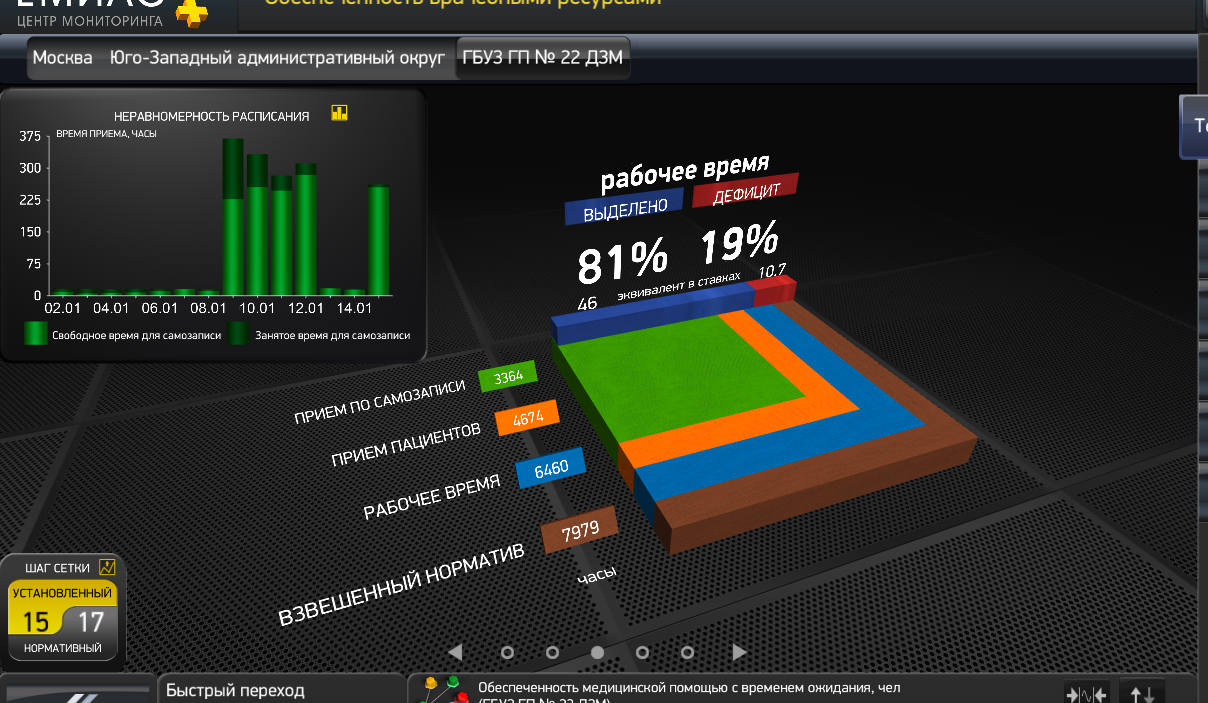 ЕМИАС
ЦЕНТР МОНИТОРИНГА
Обеспеченность врачебными ресурсами
Москва Юго-Западный административный округ ГБУЗ ГП № 22 ДЗМ
НЕРАВНОМЕРНОСТЬ РАСПИСАНИЯ
ВРЕМЯ ПРИЕМА, ЧАСЫ
375
300
225
150
75
0
02.01 04.01 06.01 08.01 10.01 12.01 14.01
Свободное время для самозаписи Занятое время для самозаписи
рабочее время
ВЫДЕЛЕНО ДЕФИЦИТ
81% 19%
46 эквивалент в ставках 10.7
ПРИЕМ ПО САМОЗАПИСИ 3364
ПРИЕМ ПАЦИЕНТОВ 4674
РАБОЧЕЕ ВРЕМЯ 6460
ВЗВЕШЕННЫЙ НОРМАТИВ 7979
часы
ШАГ СЕТКИ
УСТАНОВЛЕННЫЙ
15 17
НОРМАТИВНЫЙ
Быстрый переход
Обеспеченность медицинской помощью с временем ожидания, чел
(ГБУЗ ГП № 22 ДЗМ)